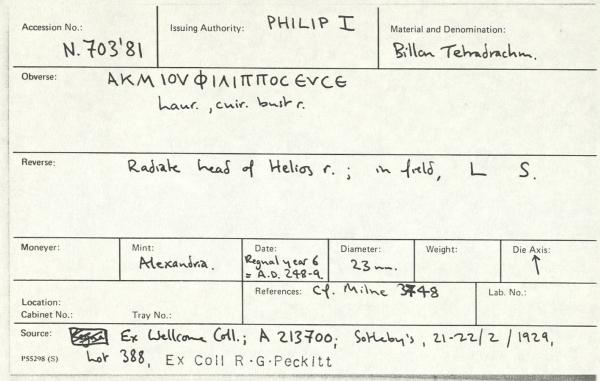 Accession No.: N.703'81
Issuing Authority: PHILIP I
Material and Denomination: Billon Tetradrachm.
Obverse: ΑΚΜΙΟΥΦΙΛΙΠΠΟϹΕΥϹΕ
Laur., cuir. bust r.
Reverse: Radiate head of Helios r.; in field, L S.
Moneyer:
Mint: Alexandria.
Date: Regnal year 6
= A.D. 248-9.
Diameter: 23 mm.
Weight:
Die Axis: ↑
Location:
Cabinet No.: Tray No.:
References: Cf. Milne 3748
Lab. No.:
Source: Ex Wellcome Coll.; A 213700; Sotheby's, 21-22/2/1929,
P55298 (S) Lot 388, Ex Coll R·G·Peckitt